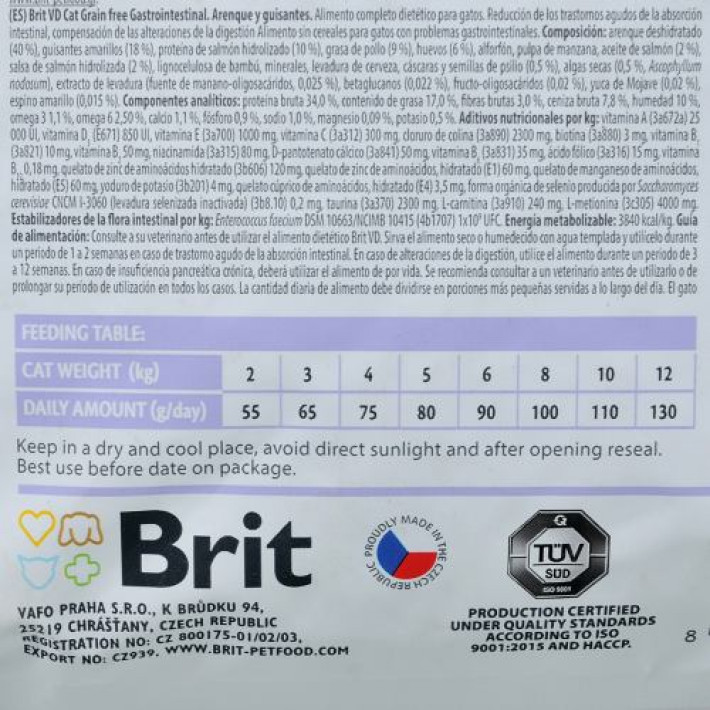 (ES) Brit VD Cat Grain free Gastrointestinal. Arenque y guisantes. Alimento completo dietético para gatos. Reducción de los trastornos agudos de la absorción
intestinal, compensación de las alteraciones de la digestión Alimento sin cereales para gatos con problemas gastrointestinales. Composición: arenque deshidratado
(40 %), guisantes amarillos (18 %), proteína de salmón hidrolizado (10 %), grasa de pollo (9 %), huevos (6 %), alforfón, pulpa de manzana, aceite de salmón (2 %),
salsa de salmón hidrolizada (2 %), lignocelulosa de bambú, minerales, levadura de cerveza, cáscaras y semillas de psilio (0,5 %), algas secas (0,5 %, Ascophyllum
nodosum), extracto de levadura (fuente de manano-oligosacáridos, 0,025 %), betaglucanos (0,022 %), fructo-oligosacáridos (0,02 %), yuca de Mojave (0,02 %),
espino amarillo (0,015 %). Componentes analíticos: proteína bruta 34,0 %, contenido de grasa 17,0 %, fibras brutas 3,0 %, ceniza bruta 7,8 %, humedad 10 %,
omega 3 1,1 %, omega 6 2,50 %, calcio 1,1 %, fósforo 0,9 %, sodio 1,0 %, magnesio 0,09 %, potasio 0,5 %. Aditivos nutricionales por kg: vitamina A (3a672a) 25
000 UI, vitamina D₃ (E671) 850 UI, vitamina E (3a700) 1000 mg, vitamina C (3a312) 300 mg, cloruro de colina (3a890) 2300 mg, biotina (3a880) 3 mg, vitamina B₁
(3a821) 10 mg, vitamina B₂ 50 mg, niacinamida (3a315) 80 mg, D-pantotenato cálcico (3a841) 50 mg, vitamina B₆ (3a831) 35 mg, ácido fólico (3a316) 15 mg, vitamina
B₁₂ 0,18 mg, quelato de zinc de aminoácidos hidratado (3b606) 120 mg, quelato de zinc de aminoácidos, hidratado (E1) 60 mg, quelato de manganeso de aminoácidos,
hidratado (E5) 60 mg, yoduro de potasio (3b201) 4 mg, quelato cúprico de aminoácidos, hidratado (E4) 3,5 mg, forma orgánica de selenio producida por Saccharomyces
cerevisiae CNCM I-3060 (levadura selenizada inactivada) (3b8.10) 0,2 mg, taurina (3a370) 2300 mg, L-carnitina (3a910) 240 mg, L-metionina (3c305) 4000 mg.
Estabilizadores de la flora intestinal por kg: Enterococcus faecium DSM 10663/NCIMB 10415 (4b1707) 1x10⁹ UFC. Energía metabolizable: 3840 kcal/kg. Guía
de alimentación: Consulte a su veterinario antes de utilizar el alimento dietético Brit VD. Sirva el alimento seco o humedecido con agua templada y utilícelo durante
un período de 1 a 2 semanas en caso de trastorno agudo de la absorción intestinal. En caso de alteraciones de la digestión, utilice el alimento durante un período de 3
a 12 semanas. En caso de insuficiencia pancreática crónica, deberá utilizar el alimento de por vida. Se recomienda consultar a un veterinario antes de utilizarlo o de
prolongar su período de utilización en todos los casos. La cantidad diaria de alimento debe dividirse en porciones más pequeñas servidas a lo largo del día. El gato
FEEDING TABLE:
CAT WEIGHT (kg) 2 3 4 5 6 8 10 12
DAILY AMOUNT (g/day) 55 65 75 80 90 100 110 130
Keep in a dry and cool place, avoid direct sunlight and after opening reseal.
Best use before date on package.
Brit
PROUDLY MADE IN THE CZECH REPUBLIC
TÜV
SÜD
ISO 9001
VAFO PRAHA S.R.O., K BRŮDKU 94,
25219 CHRÁŠŤANY, CZECH REPUBLIC
REGISTRATION NO: CZ 800175-01/02/03,
EXPORT NO: CZ939. WWW.BRIT-PETFOOD.COM
PRODUCTION CERTIFIED
UNDER QUALITY STANDARDS
ACCORDING TO ISO
9001:2015 AND HACCP.
8